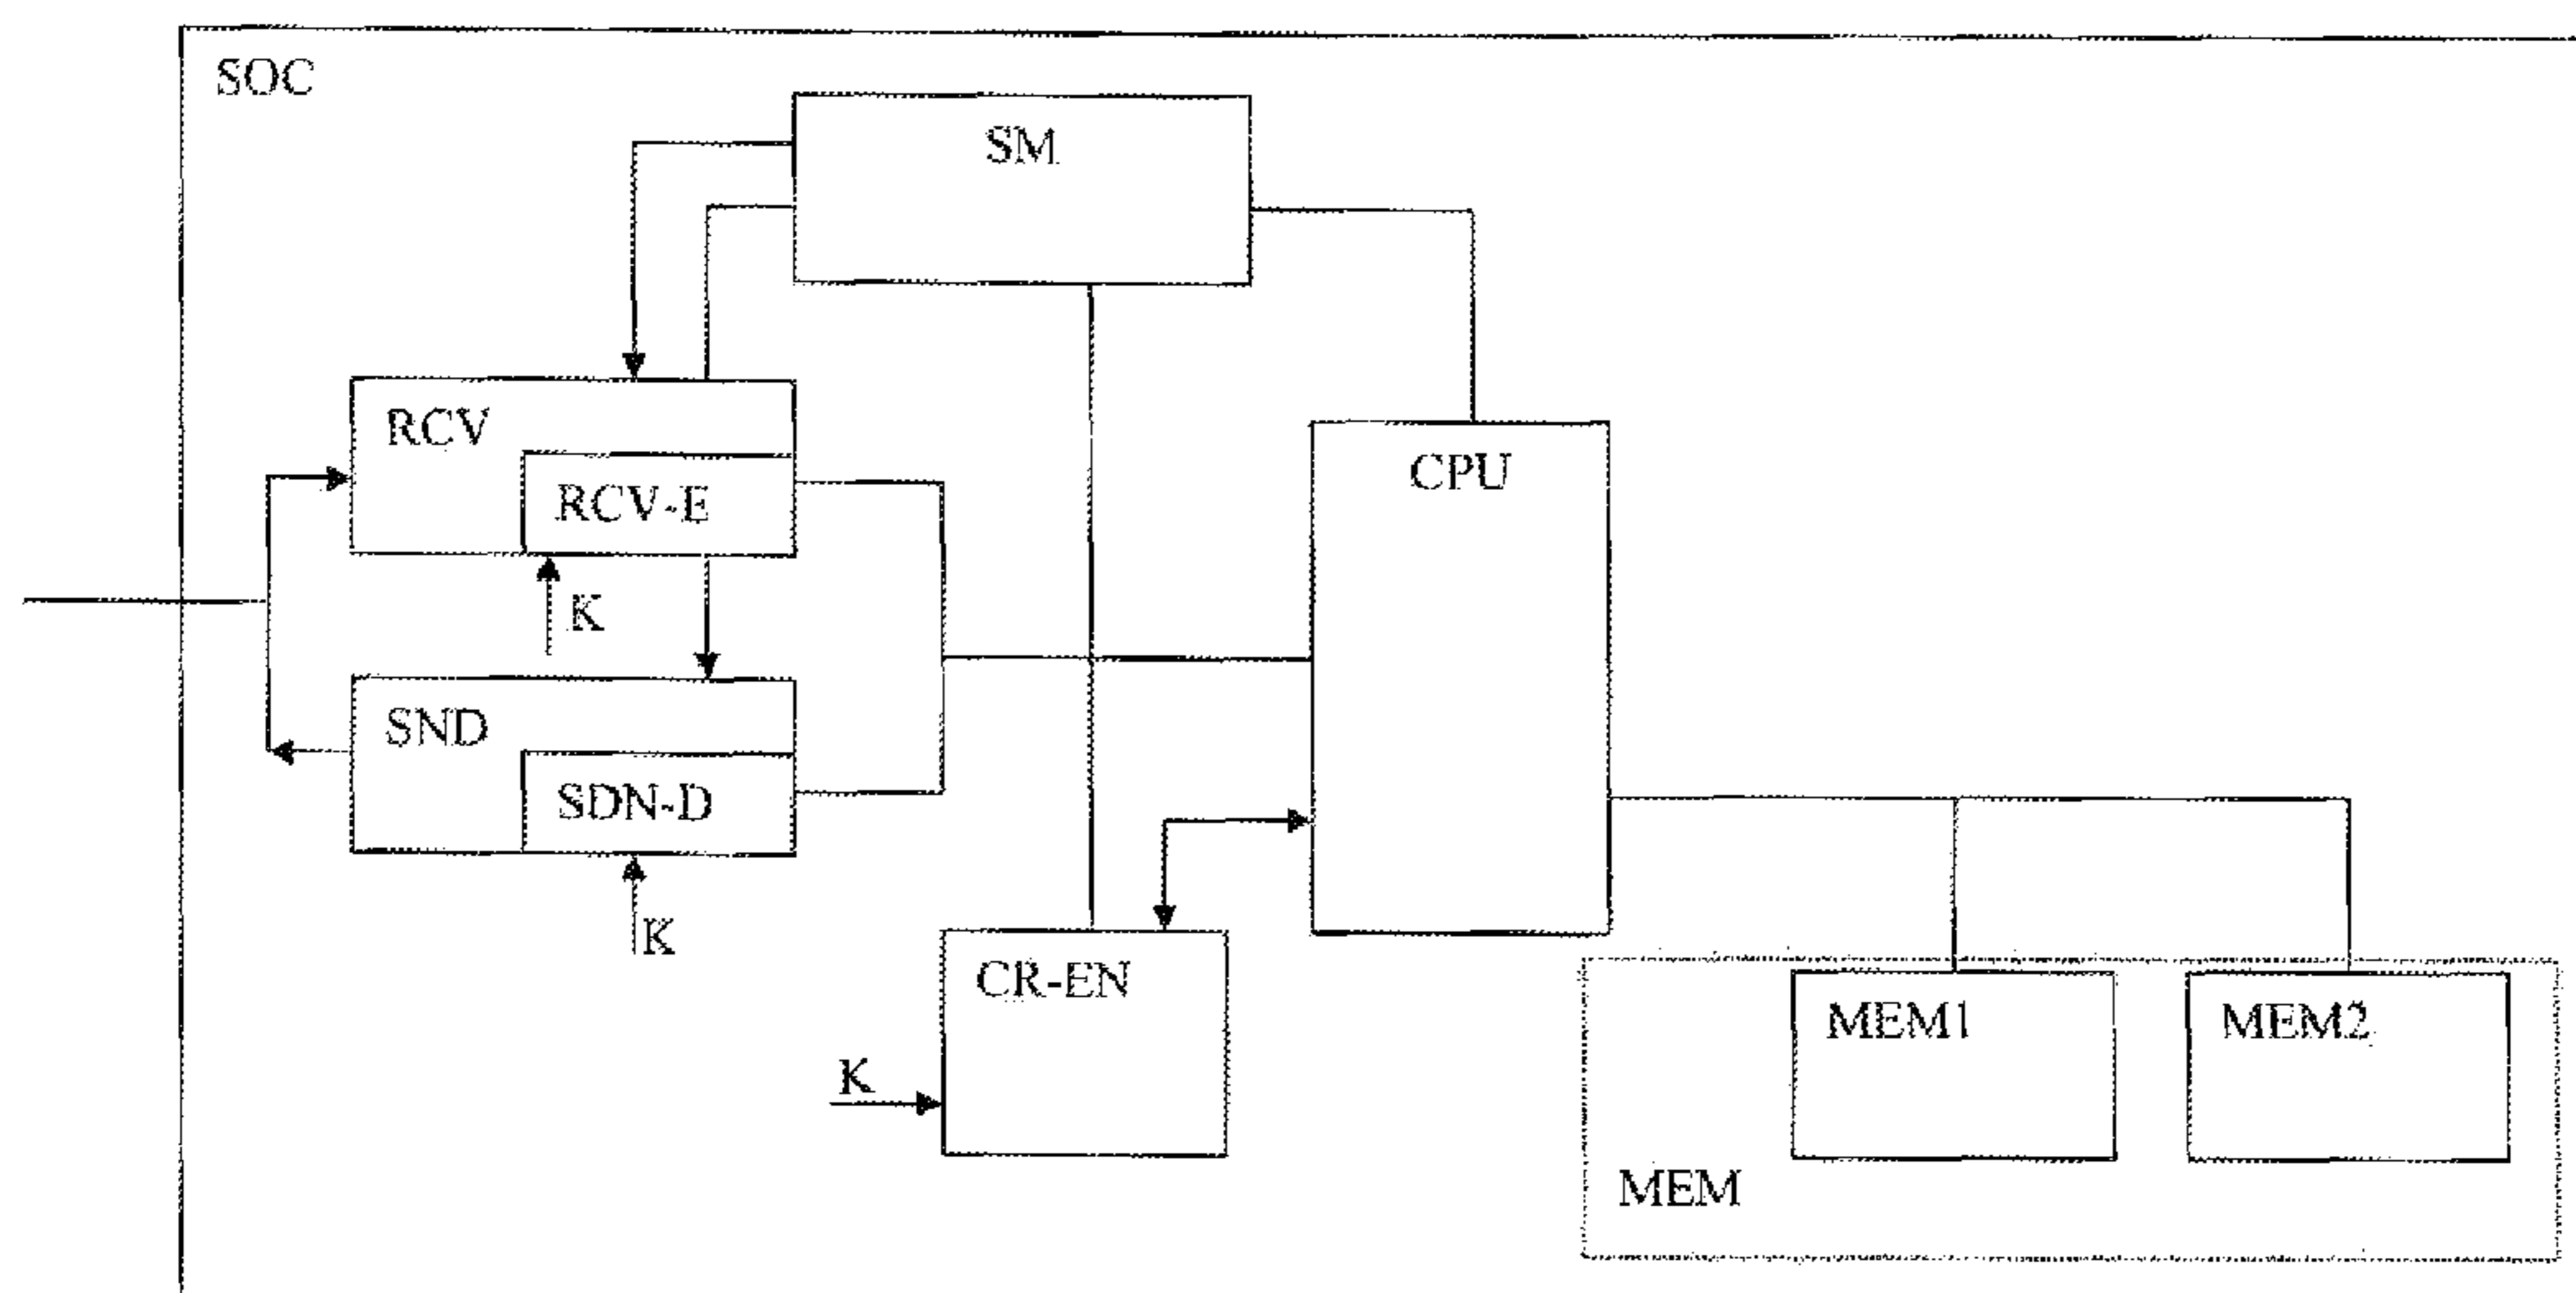 SOC
SM
RCV
RCV-E
CPU
K
SND
SDN-D
K
CR-EN
K
MEM1
MEM2
MEM